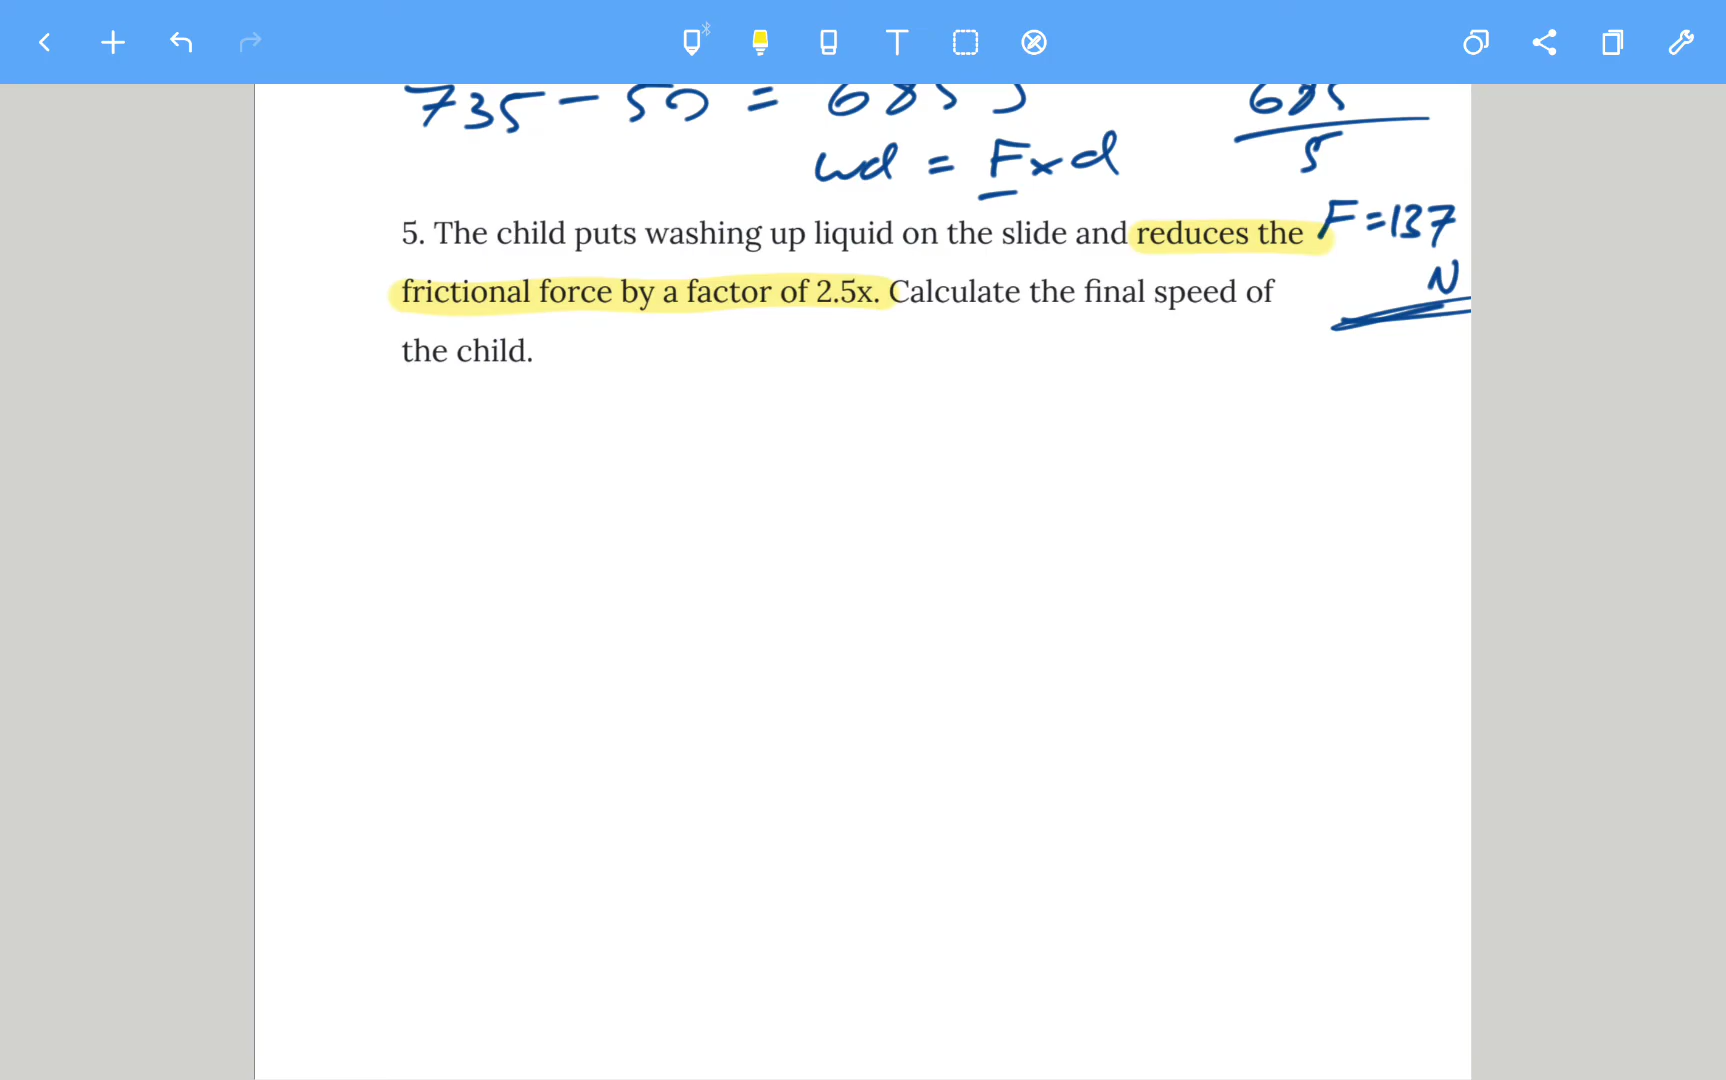 735 - 50 = 685 J
685
5
wd = F x d
F = 137
N
5. The child puts washing up liquid on the slide and reduces the
frictional force by a factor of 2.5x. Calculate the final speed of
the child.